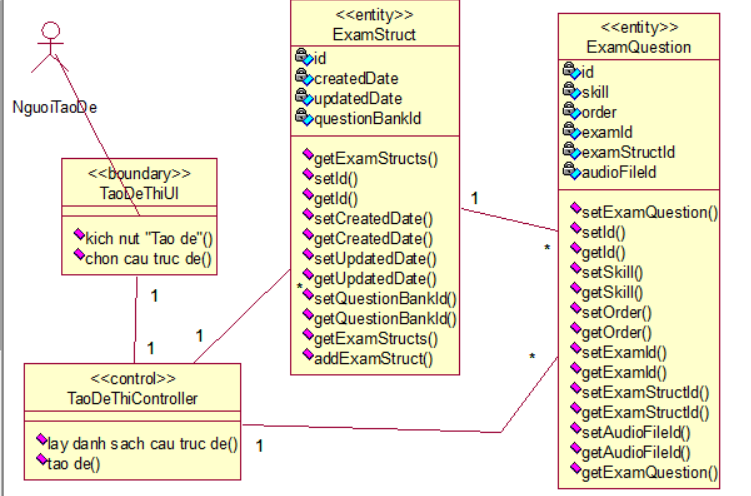 NguoiTaoDe
<<boundary>>
TaoDeThiUI
kich nut "Tao de"()
chon cau truc de()
1
1
<<control>>
TaoDeThiController
lay danh sach cau truc de()
tao de()
1
*
1
*
<<entity>>
ExamStruct
id
createdDate
updatedDate
questionBankId
getExamStructs()
setId()
getId()
setCreatedDate()
getCreatedDate()
setUpdatedDate()
getUpdatedDate()
setQuestionBankId()
getQuestionBankId()
getExamStructs()
addExamStruct()
1
*
<<entity>>
ExamQuestion
id
skill
order
examId
examStructId
audioFileId
setExamQuestion()
setId()
getId()
setSkill()
getSkill()
setOrder()
getOrder()
setExamId()
getExamId()
setExamStructId()
getExamStructId()
setAudioFileId()
getAudioFileId()
getExamQuestion()